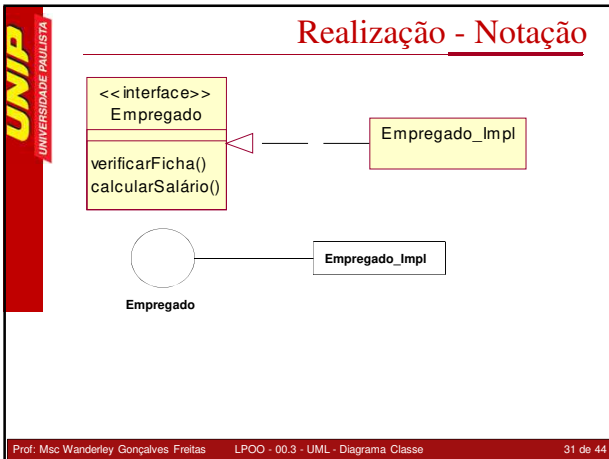 UNIP
UNIVERSIDADE PAULISTA
Realização - Notação
<<interface>>
Empregado
verificarFicha()
calcularSalário()
Empregado_Impl
Empregado_Impl
Empregado
Prof: Msc Wanderley Gonçalves Freitas LPOO - 00.3 - UML - Diagrama Classe 31 de 44